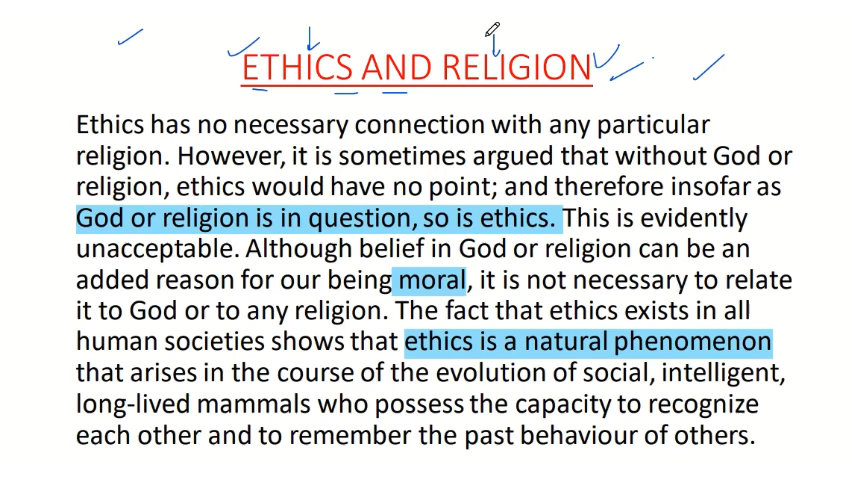 ETHICS AND RELIGION
Ethics has no necessary connection with any particular
religion. However, it is sometimes argued that without God or
religion, ethics would have no point; and therefore insofar as
God or religion is in question, so is ethics. This is evidently
unacceptable. Although belief in God or religion can be an
added reason for our being moral, it is not necessary to relate
it to God or to any religion. The fact that ethics exists in all
human societies shows that ethics is a natural phenomenon
that arises in the course of the evolution of social, intelligent,
long-lived mammals who possess the capacity to recognize
each other and to remember the past behaviour of others.